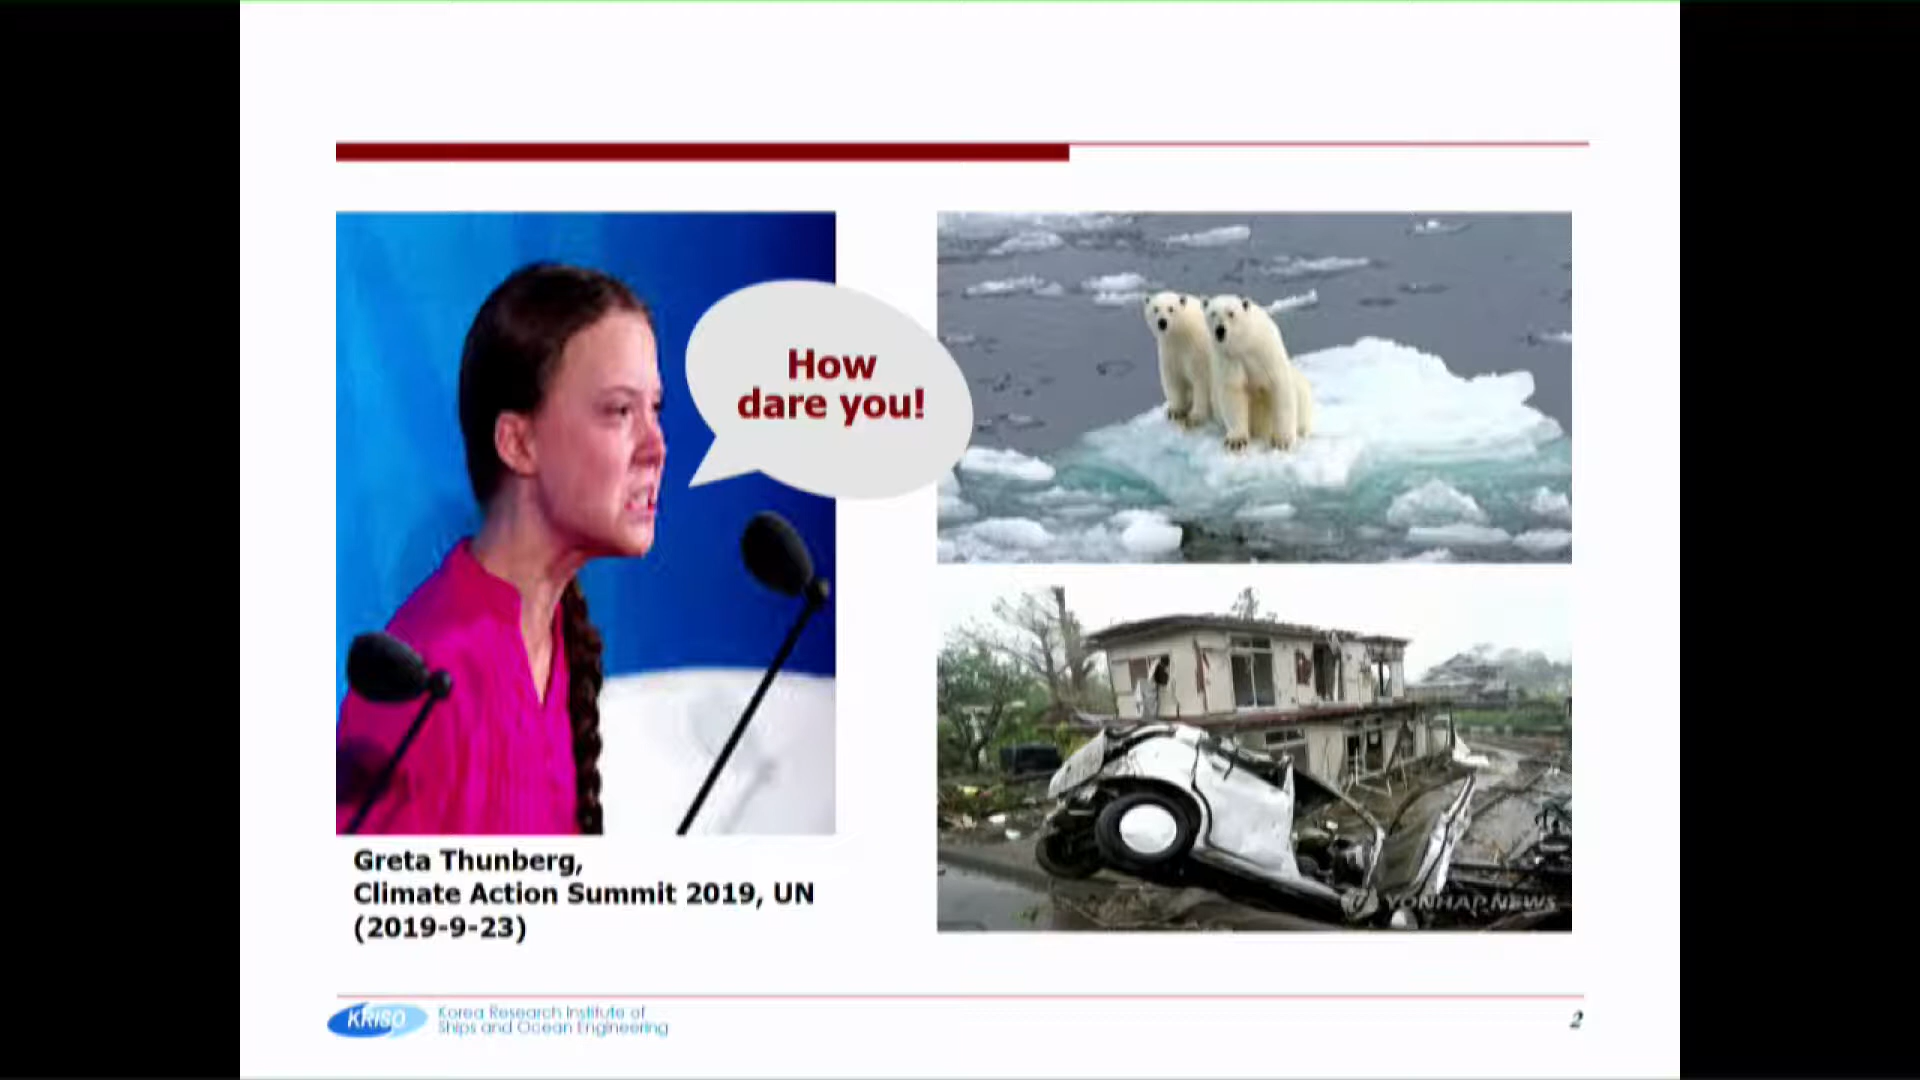 How
dare you!
Greta Thunberg,
Climate Action Summit 2019, UN
(2019-9-23)
YONHAP NEWS
KRISO
Korea Research Institute of
Ships and Ocean Engineering
2